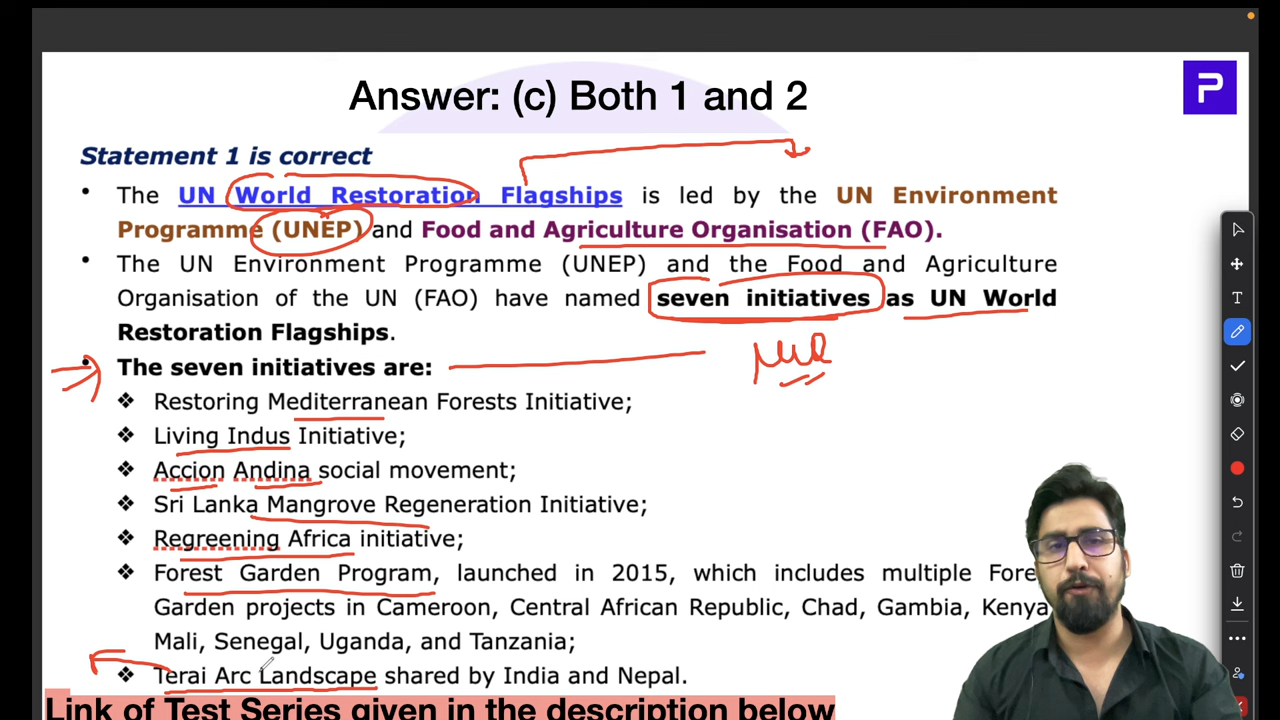 Answer: (c) Both 1 and 2
P
Statement 1 is correct
• The UN World Restoration Flagships is led by the UN Environment
Programme (UNEP) and Food and Agriculture Organisation (FAO).
• The UN Environment Programme (UNEP) and the Food and Agriculture
Organisation of the UN (FAO) have named seven initiatives as UN World
Restoration Flagships.
• The seven initiatives are:
❖ Restoring Mediterranean Forests Initiative;
❖ Living Indus Initiative;
❖ Accion Andina social movement;
❖ Sri Lanka Mangrove Regeneration Initiative;
❖ Regreening Africa initiative;
❖ Forest Garden Program, launched in 2015, which includes multiple
Garden projects in Cameroon, Central African Republic, Chad, Gambia, Kenya,
Mali, Senegal, Uganda, and Tanzania;
❖ Terai Arc Landscape shared by India and Nepal.
Link of Test Series given in the description below